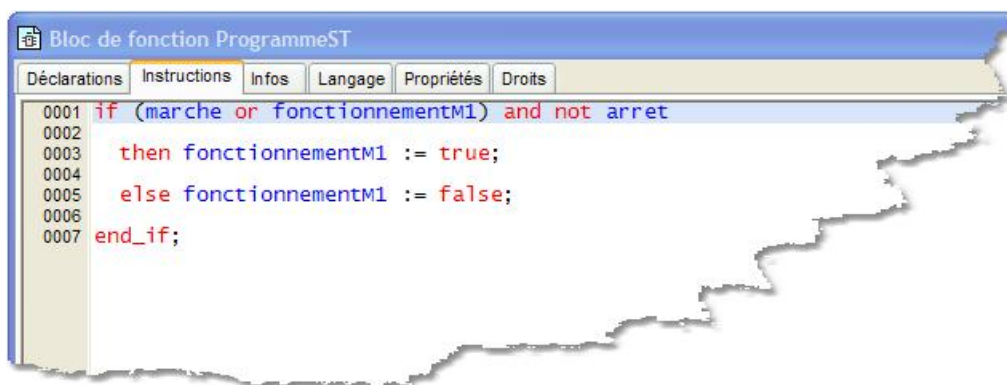 Bloc de fonction ProgrammeST
Déclarations Instructions Infos Langage Propriétés Droits
0001 if (marche or fonctionnementM1) and not arret
0002
0003 then fonctionnementM1 := true;
0004
0005 else fonctionnementM1 := false;
0006
0007 end_if;